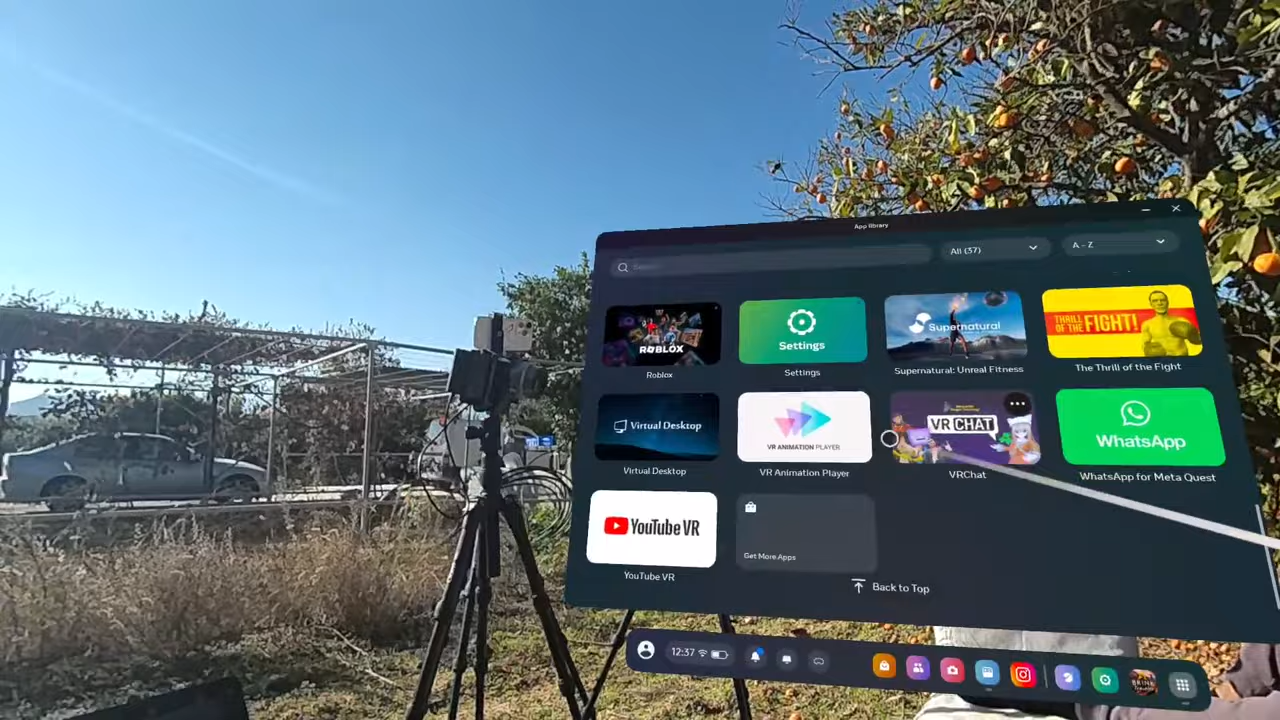 App library
Search
All (37)
A - Z
ROBLOX
Settings
Supernatural
THRILL
OF THE FIGHT!
Roblox
Settings
Supernatural: Unreal Fitness
The Thrill of the Fight
Virtual Desktop
VR ANIMATION PLAYER
VRCHAT
WhatsApp
Virtual Desktop
VR Animation Player
VRChat
WhatsApp for Meta Quest
YouTube VR
Get More Apps
YouTube VR
Back to Top
12:37